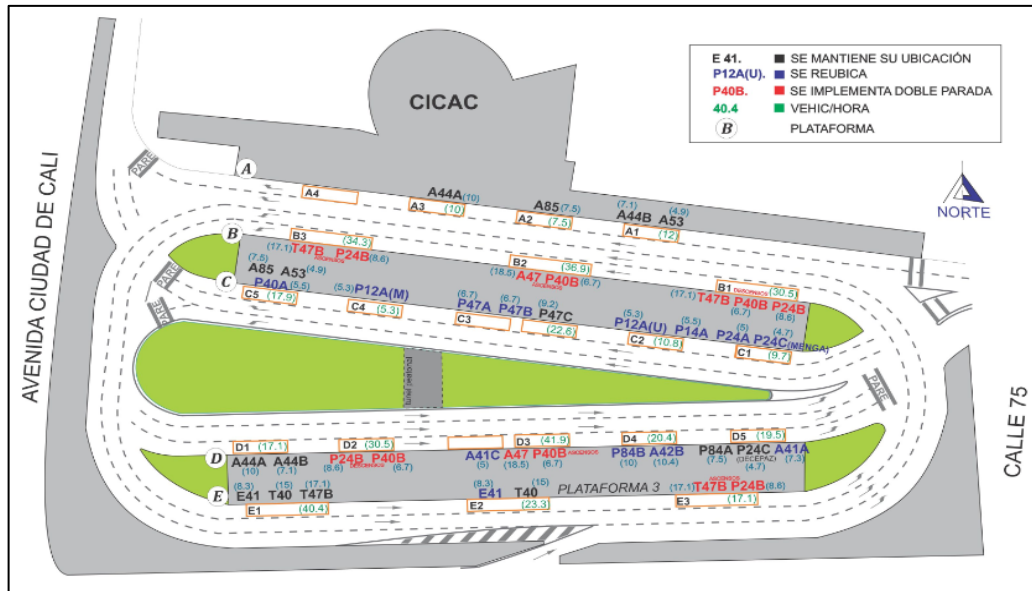 CICAC
E 41. SE MANTIENE SU UBICACIÓN
P12A(U). SE REUBICA
P40B. SE IMPLEMENTA DOBLE PARADA
40.4 VEHIC/HORA
B PLATAFORMA
NORTE
AVENIDA CIUDAD DE CALI
CALLE 75
PARE
A
A4
A44A(10)
A3 (10)
A85(7.5)
A2 (7.5)
(7.1) (4.9)
A44B A53
A1 (12)
B
B3 (34.3)
(17.1) T47B P24B(8.6)
ASCENSOS
B2 (36.9)
(18.5) A47 P40B(6.7)
ASCENSOS
B1 DESCENSOS (30.5)
(17.1) T47B P40B P24B
(6.7) (8.6)
C
(7.5)
A85 A53(4.9)
P40A(5.5)
C5 (17.9)
(5.3)P12A(M)
C4 (5.3)
(6.7) (6.7) (9.2)
P47A P47B P47C
C3 (22.6)
(5.3) (5.5) (5) (4.7)
P12A(U) P14A P24A P24C(MENGA)
C2 (10.8)
C1 (9.7)
PARE
PARE
PARE
D
D1 (17.1)
A44A A44B
(10) (7.1)
D2 (30.5)
P24B P40B
(8.6) DESCENSOS (6.7)
D3 (41.9)
A41C A47 P40B ASCENSOS
(5) (18.5) (6.7)
D4 (20.4)
P84B A42B
(10) (10.4)
D5 (19.5)
P84A P24C A41A
(7.5) (DECEPAZ) (7.3)
(4.7)
E
(8.3) (15) (17.1)
E41 T40 T47B
E1 (40.4)
(8.3) (15)
E41 T40
E2 (23.3)
PLATAFORMA 3
ASCENSOS
(17.1) T47B P24B (8.6)
E3 (17.1)